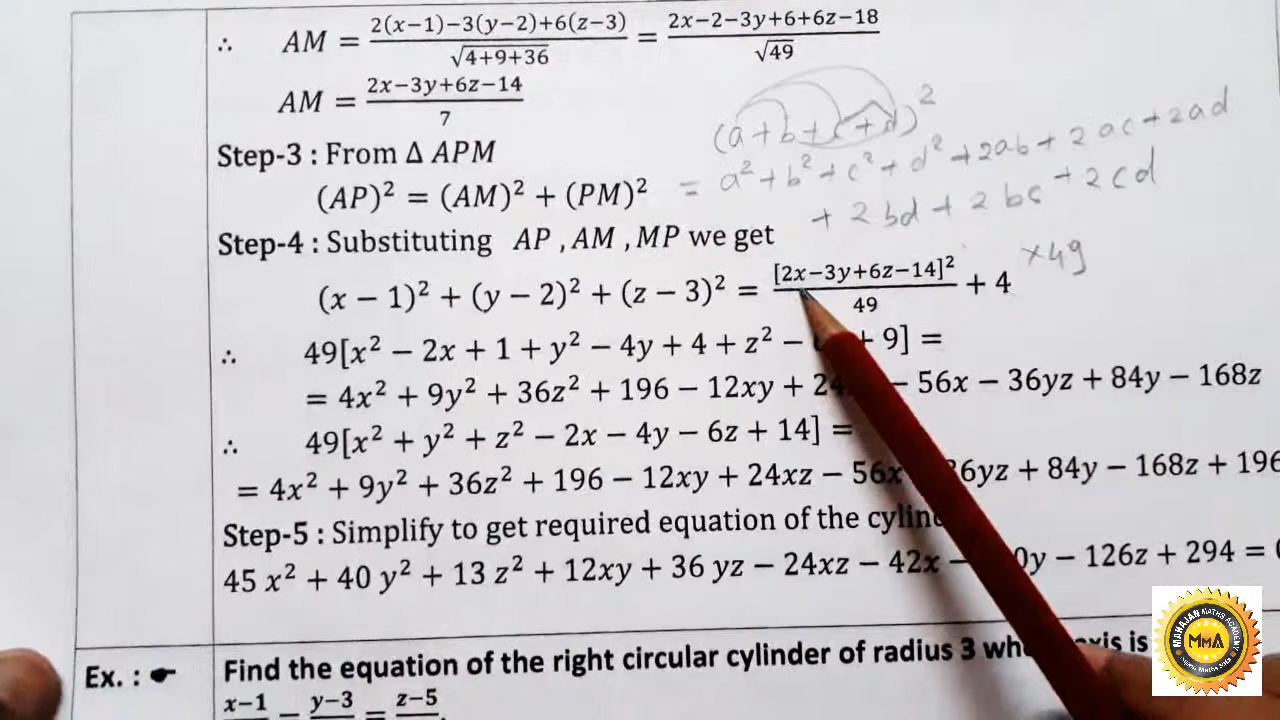 ∴ AM = 2(x−1)−3(y−2)+6(z−3) / √4+9+36 = 2x−2−3y+6+6z−18 / √49
AM = 2x−3y+6z−14 / 7
(a+b+c+d)²
Step-3 : From Δ APM
= a² + b² + c² + d² + 2ab + 2ac + 2ad
(AP)² = (AM)² + (PM)²
+ 2bd + 2bc + 2cd
Step-4 : Substituting AP , AM , MP we get
(x − 1)² + (y − 2)² + (z − 3)² = [2x−3y+6z−14]² / 49 + 4 ×49
∴ 49[x² − 2x + 1 + y² − 4y + 4 + z² − + 9] =
= 4x² + 9y² + 36z² + 196 − 12xy + − 56x − 36yz + 84y − 168z
∴ 49[x² + y² + z² − 2x − 4y − 6z + 14] =
= 4x² + 9y² + 36z² + 196 − 12xy + 24xz − 56x 6yz + 84y − 168z + 196
Step-5 : Simplify to get required equation of the
45 x² + 40 y² + 13 z² + 12xy + 36 yz − 24xz − 42x − 0y − 126z + 294 =
Ex. : Find the equation of the right circular cylinder of radius 3 axis is
x−1 = y−3 = z−5
MAHAJAN MATHS ACADEMY
MMA